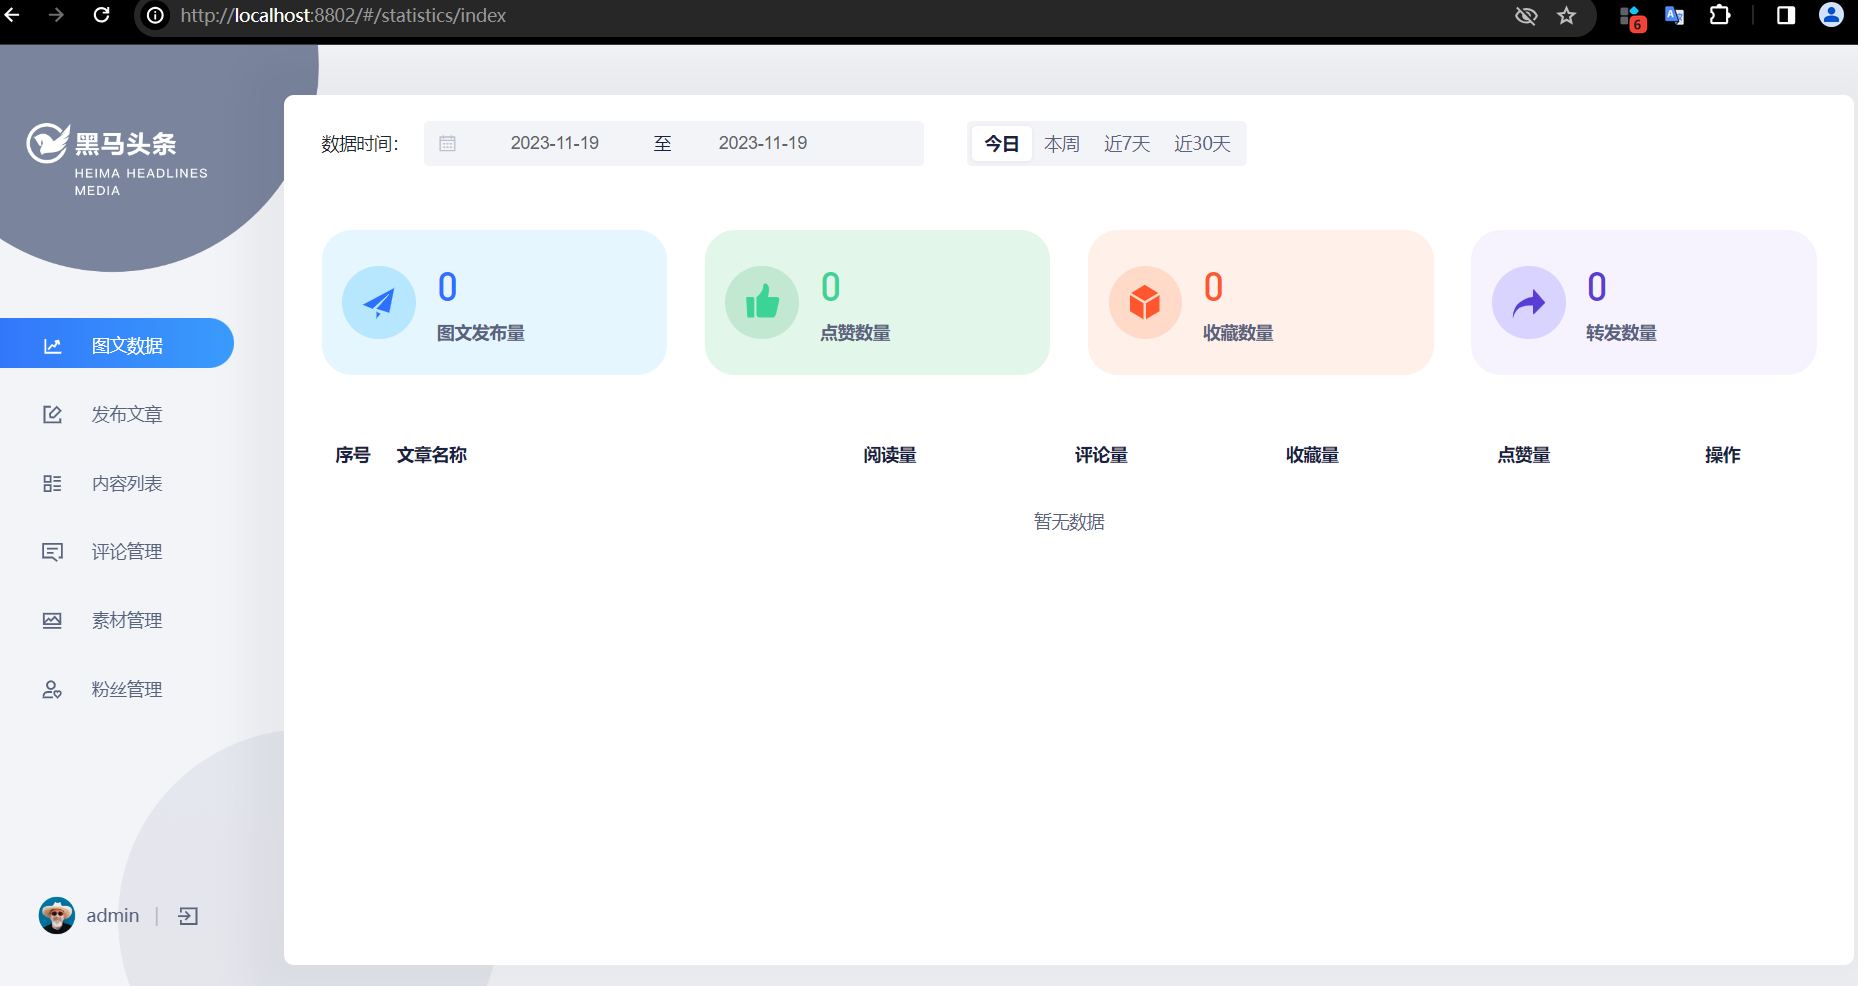 http://localhost:8802/#/statistics/index
6
黑马头条
HEIMA HEADLINES
MEDIA
数据时间：
2023-11-19 至 2023-11-19
今日 本周 近7天 近30天
0
图文发布量
0
点赞数量
0
收藏数量
0
转发数量
图文数据
发布文章
内容列表
评论管理
素材管理
粉丝管理
序号 文章名称 阅读量 评论量 收藏量 点赞量 操作
暂无数据
admin